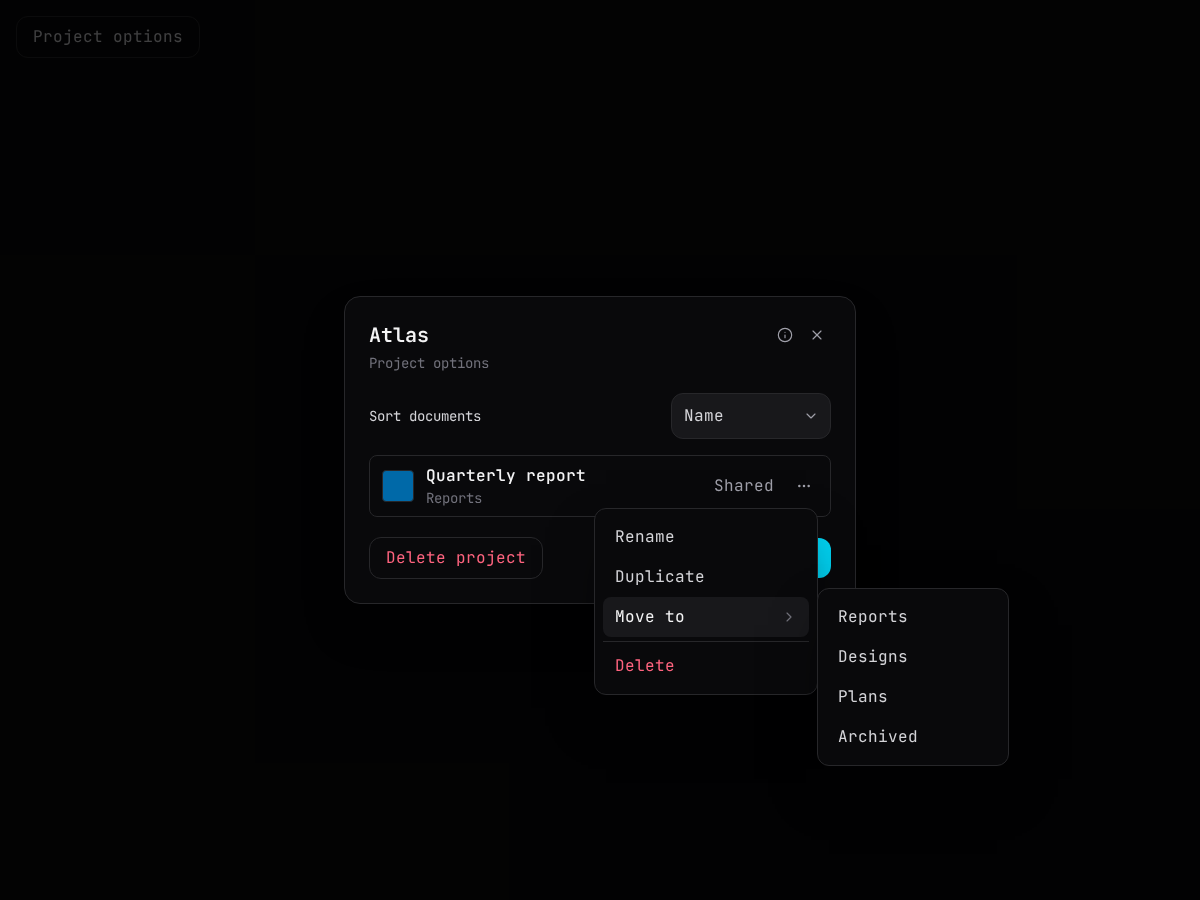 Project options
Atlas
Project options
Sort documents
Name
Quarterly report
Reports
Shared
Delete project
Rename
Duplicate
Move to
Delete
Reports
Designs
Plans
Archived